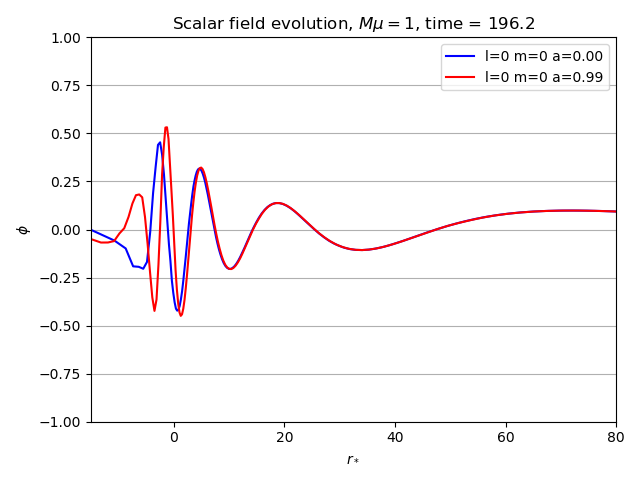 Scalar field evolution, Mμ = 1, time = 196.2
l=0 m=0 a=0.00
l=0 m=0 a=0.99
1.00
0.75
0.50
0.25
0.00
−0.25
−0.50
−0.75
−1.00
ϕ
0 20 40 60 80
r*